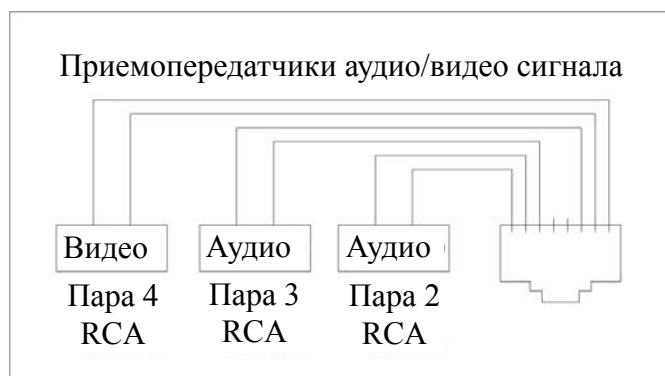 Приемопередатчики аудио/видео сигнала
Видео
Аудио
Аудио
Пара 4
RCA
Пара 3
RCA
Пара 2
RCA